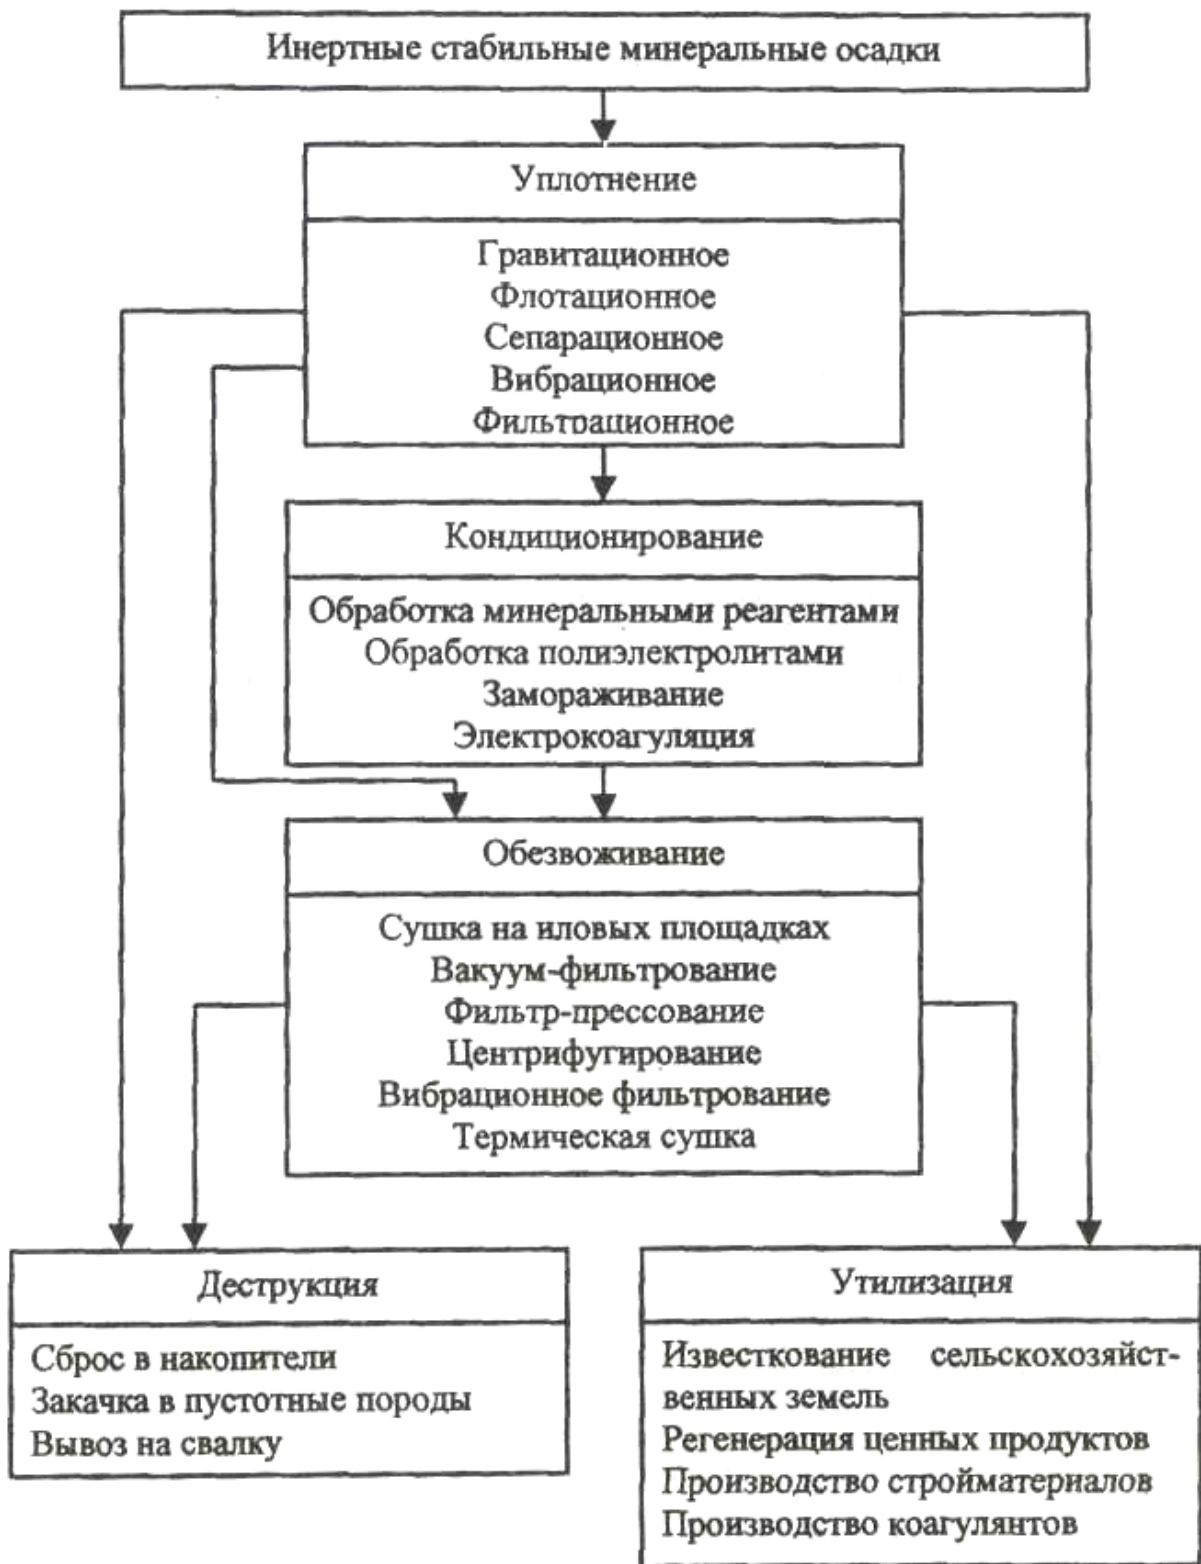 Инертные стабильные минеральные осадки
Уплотнение
Гравитационное
Флотационное
Сепарационное
Вибрационное
Фильтрационное
Кондиционирование
Обработка минеральными реагентами
Обработка полиэлектролитами
Замораживание
Электрокоагуляция
Обезвоживание
Сушка на иловых площадках
Вакуум-фильтрование
Фильтр-прессование
Центрифугирование
Вибрационное фильтрование
Термическая сушка
Деструкция
Сброс в накопители
Закачка в пустотные породы
Вывоз на свалку
Утилизация
Известкование сельскохозяйст-
венных земель
Регенерация ценных продуктов
Производство стройматериалов
Производство коагулянтов